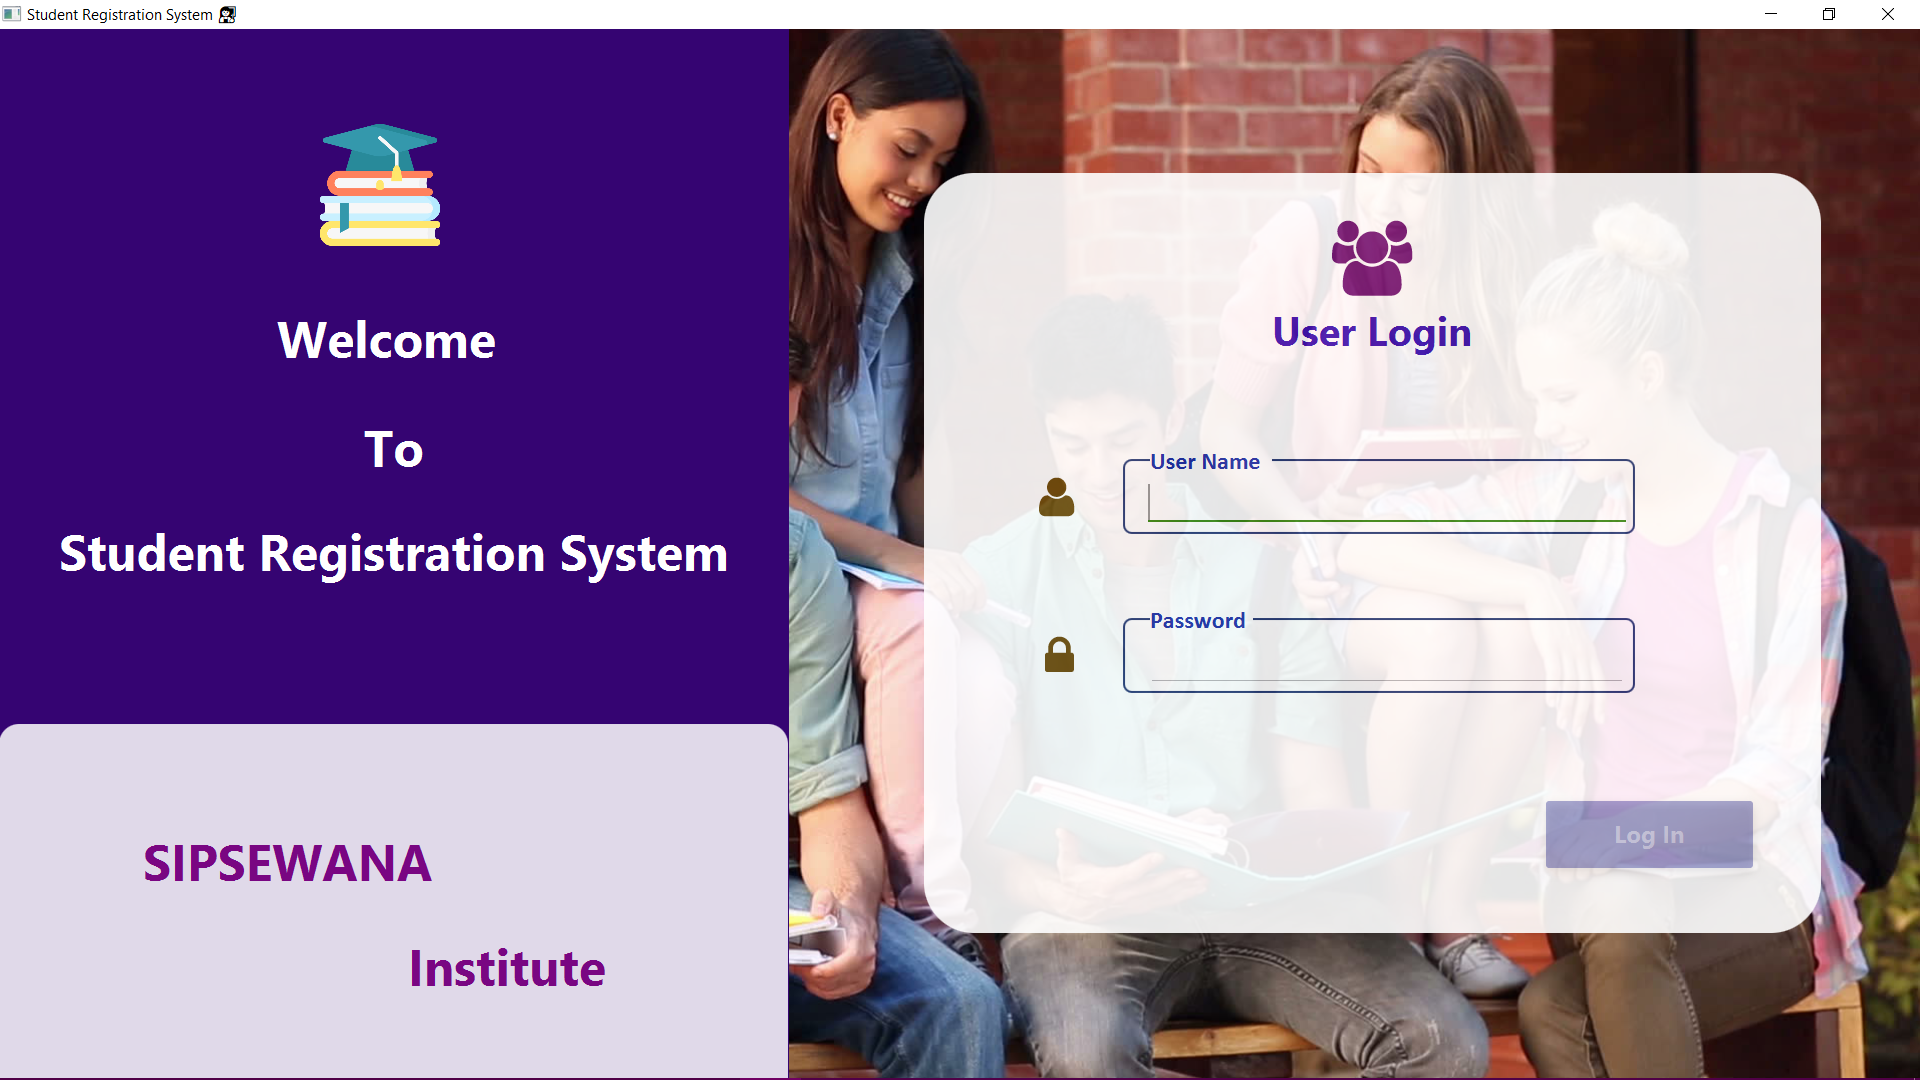 Student Registration System
Welcome
To
Student Registration System
SIPSEWANA
Institute
User Login
User Name
Password
Log In